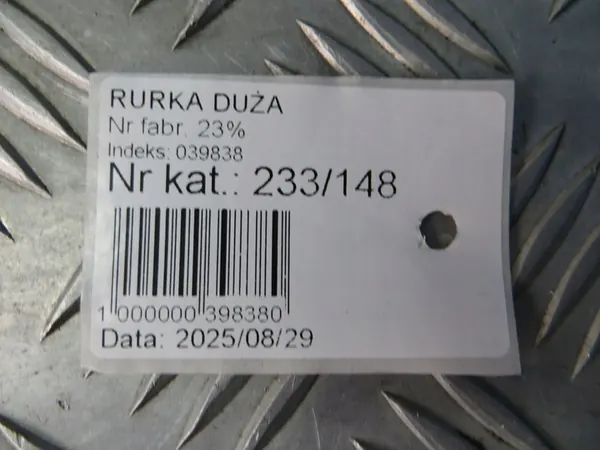 RURKA DUŻA
Nr fabr. 23%
Indeks: 039838
Nr kat.: 233/148
1 000000 398380
Data: 2025/08/29